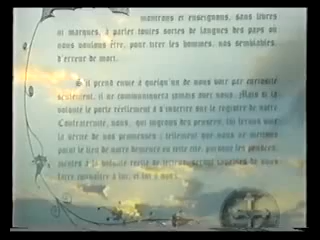 montrons et enseignons, sans livres
ni marques, à parler toutes sortes de langues des pays où
nous voulons être, pour tirer les hommes, nos semblables,
d'erreur de mort.
S'il prend envie à quelqu'un de nous voir par curiosité
seulement, il ne communiquera jamais avec nous. Mais si la
volonté le porte réellement à s'inscrire sur le registre de notre
Confraternité, nous, qui jugeons des pensées, lui ferons voir
la vérité de nos promesses ; tellement que nous ne mettons
point le lieu de notre demeure en cette cité, puisque les pensées,
jointes à la volonté réelle du lecteur, seront capables de nous
faire connaître à lui, et lui à nous.